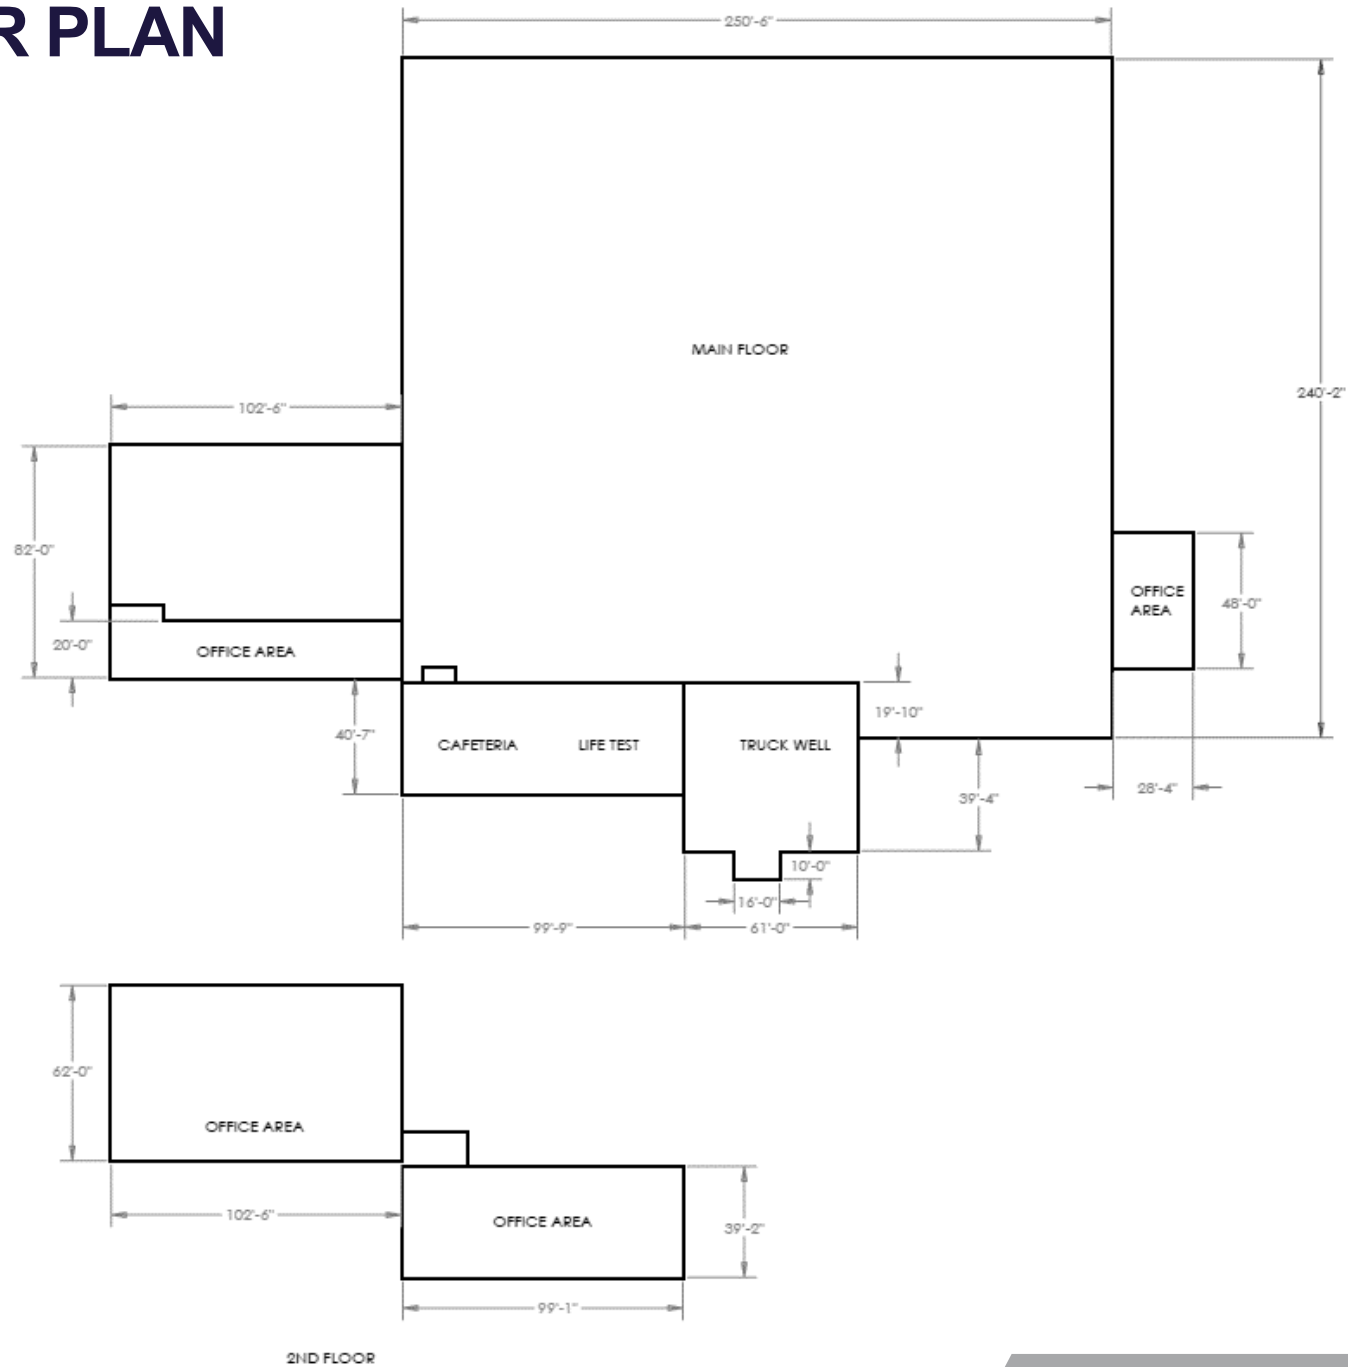 R PLAN
250'-6"
MAIN FLOOR
240'-2"
102'-6"
82'-0"
20'-0"
OFFICE AREA
OFFICE
AREA
48'-0"
28'-4"
40'-7"
CAFETERIA
LIFE TEST
TRUCK WELL
19'-10"
39'-4"
10'-0"
16'-0"
99'-9"
61'-0"
62'-0"
OFFICE AREA
102'-6"
OFFICE AREA
39'-2"
99'-1"
2ND FLOOR